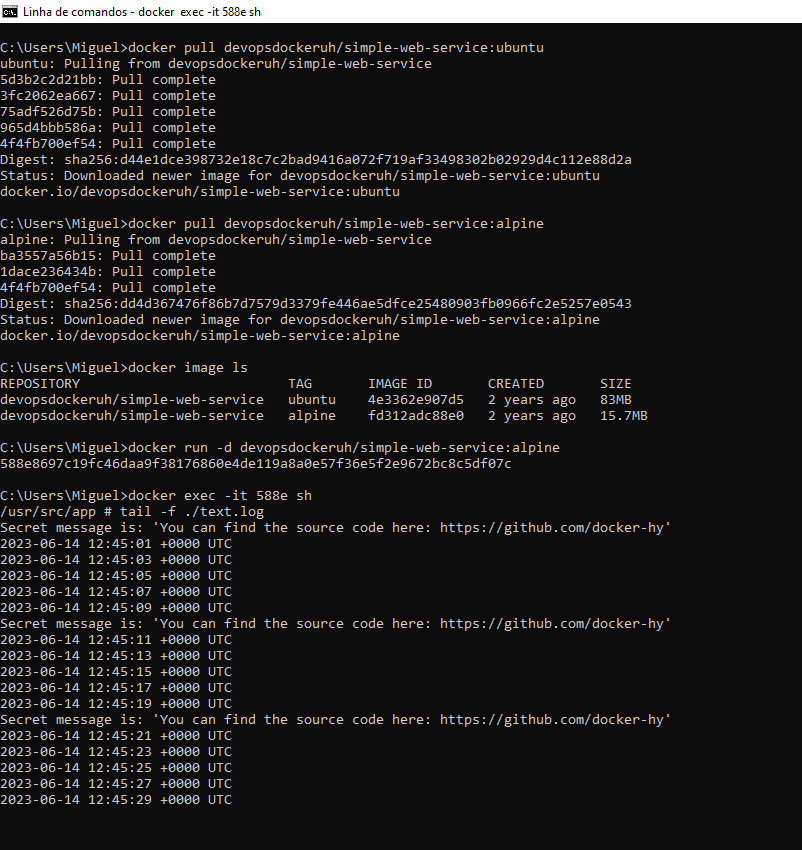 Linha de comandos - docker  exec -it 588e sh
C:\Users\Miguel>docker pull devopsdockeruh/simple-web-service:ubuntu
ubuntu: Pulling from devopsdockeruh/simple-web-service
5d3b2c2d21bb: Pull complete
3fc2062ea667: Pull complete
75adf526d75b: Pull complete
965d4bbb586a: Pull complete
4f4fb700ef54: Pull complete
Digest: sha256:d44e1dce398732e18c7c2bad9416a072f719af33498302b02929d4c112e88d2a
Status: Downloaded newer image for devopsdockeruh/simple-web-service:ubuntu
docker.io/devopsdockeruh/simple-web-service:ubuntu
C:\Users\Miguel>docker pull devopsdockeruh/simple-web-service:alpine
alpine: Pulling from devopsdockeruh/simple-web-service
ba3557a56b15: Pull complete
1dace236434b: Pull complete
4f4fb700ef54: Pull complete
Digest: sha256:dd4d367476f86b7d7579d3379fe446ae5dfce25480903fb0966fc2e5257e0543
Status: Downloaded newer image for devopsdockeruh/simple-web-service:alpine
docker.io/devopsdockeruh/simple-web-service:alpine
C:\Users\Miguel>docker image ls
REPOSITORY                          TAG       IMAGE ID       CREATED       SIZE
devopsdockeruh/simple-web-service   ubuntu    4e3362e907d5   2 years ago   83MB
devopsdockeruh/simple-web-service   alpine    fd312adc88e0   2 years ago   15.7MB
C:\Users\Miguel>docker run -d devopsdockeruh/simple-web-service:alpine
588e8697c19fc46daa9f38176860e4de119a8a0e57f36e5f2e9672bc8c5df07c
C:\Users\Miguel>docker exec -it 588e sh
/usr/src/app # tail -f ./text.log
Secret message is: 'You can find the source code here: https://github.com/docker-hy'
2023-06-14 12:45:01 +0000 UTC
2023-06-14 12:45:03 +0000 UTC
2023-06-14 12:45:05 +0000 UTC
2023-06-14 12:45:07 +0000 UTC
2023-06-14 12:45:09 +0000 UTC
Secret message is: 'You can find the source code here: https://github.com/docker-hy'
2023-06-14 12:45:11 +0000 UTC
2023-06-14 12:45:13 +0000 UTC
2023-06-14 12:45:15 +0000 UTC
2023-06-14 12:45:17 +0000 UTC
2023-06-14 12:45:19 +0000 UTC
Secret message is: 'You can find the source code here: https://github.com/docker-hy'
2023-06-14 12:45:21 +0000 UTC
2023-06-14 12:45:23 +0000 UTC
2023-06-14 12:45:25 +0000 UTC
2023-06-14 12:45:27 +0000 UTC
2023-06-14 12:45:29 +0000 UTC